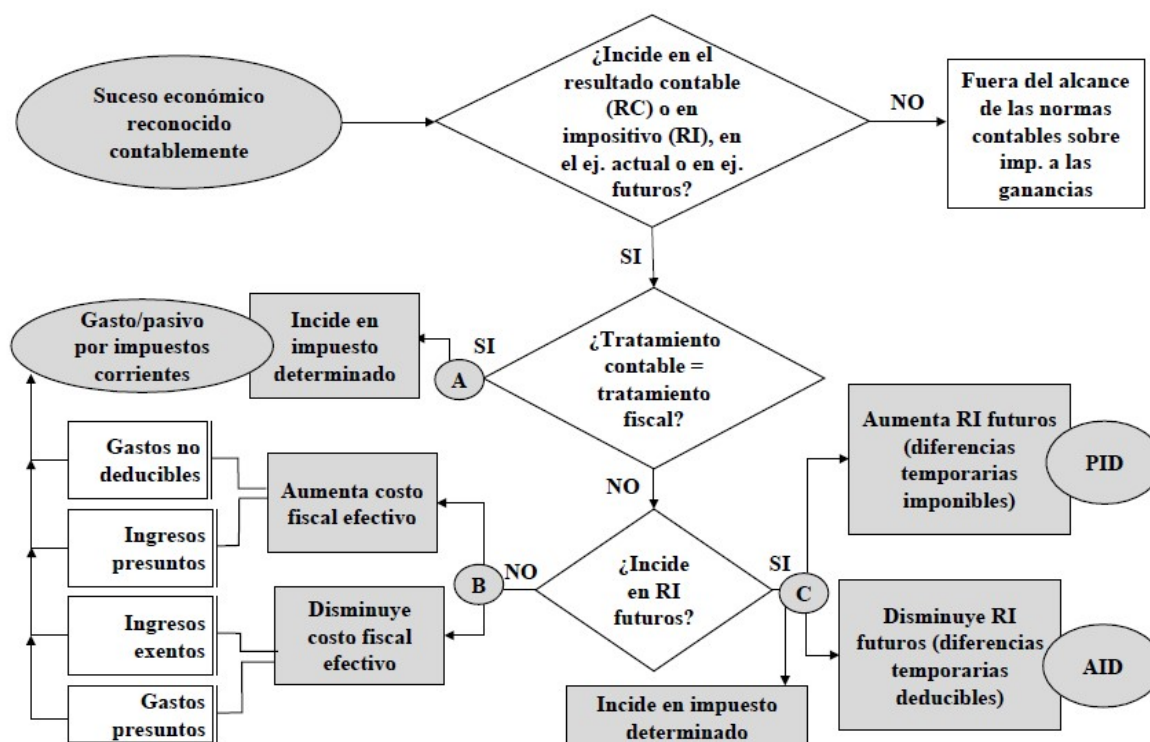 Suceso económico
reconocido
contablemente
¿Incide en el
resultado contable
(RC) o en
impositivo (RI), en
el ej. actual o en ej.
futuros?
NO
Fuera del alcance
de las normas
contables sobre
imp. a las
ganancias
SI
¿Tratamiento
contable =
tratamiento
fiscal?
SI
A
Incide en
impuesto
determinado
Gasto/pasivo
por impuestos
corrientes
NO
¿Incide
en RI
futuros?
NO
B
Aumenta costo
fiscal efectivo
Gastos no
deducibles
Ingresos
presuntos
Disminuye
costo fiscal
efectivo
Ingresos
exentos
Gastos
presuntos
SI
C
Aumenta RI futuros
(diferencias
temporarias
imponibles)
PID
Disminuye RI
futuros (diferencias
temporarias
deducibles)
AID
Incide en impuesto
determinado